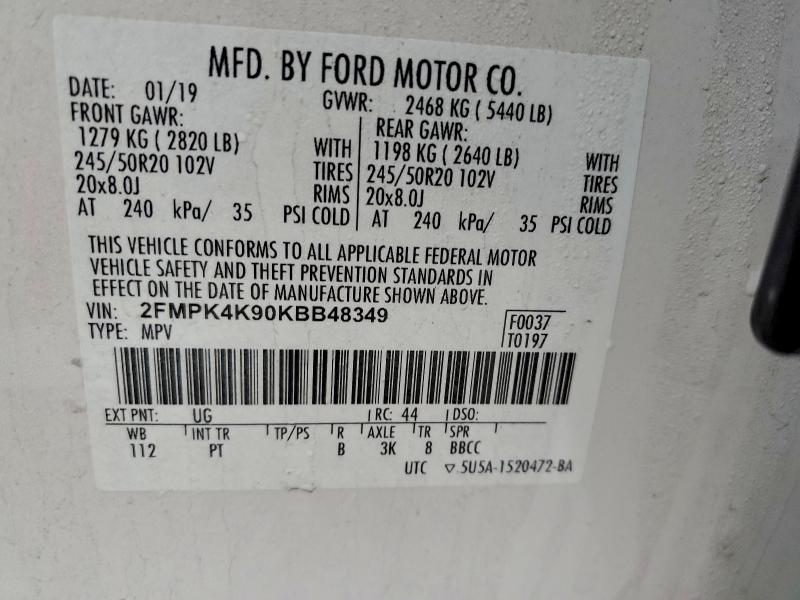 MFD. BY FORD MOTOR CO.
DATE: 01/19 GVWR: 2468 KG ( 5440 LB)
FRONT GAWR: REAR GAWR:
1279 KG ( 2820 LB) WITH 1198 KG ( 2640 LB) WITH
245/50R20 102V TIRES 245/50R20 102V TIRES
20x8.0J RIMS 20x8.0J RIMS
AT 240 kPa/ 35 PSI COLD AT 240 kPa/ 35 PSI COLD
THIS VEHICLE CONFORMS TO ALL APPLICABLE FEDERAL MOTOR
VEHICLE SAFETY AND THEFT PREVENTION STANDARDS IN
EFFECT ON THE DATE OF MANUFACTURE SHOWN ABOVE.
VIN: 2FMPK4K90KBB48349 F0037
TYPE: MPV T0197
EXT PNT: UG RC: 44 DSO:
WB INT TR TP/PS R AXLE TR SPR
112 PT B 3K 8 BBCC
UTC ▽ 5U5A-1520472-BA